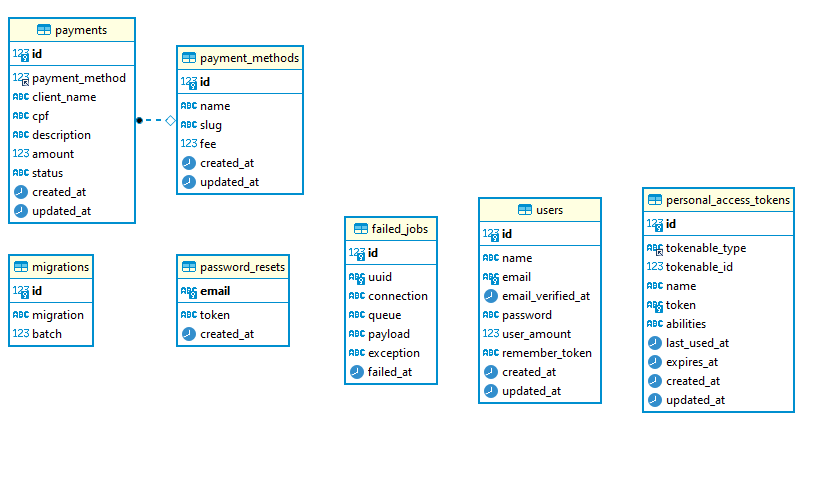 payments
123 id
123 payment_method
ABC client_name
ABC cpf
ABC description
123 amount
ABC status
created_at
updated_at
payment_methods
123 id
ABC name
ABC slug
123 fee
created_at
updated_at
migrations
123 id
ABC migration
123 batch
password_resets
ABC email
ABC token
created_at
failed_jobs
123 id
ABC uuid
ABC connection
ABC queue
ABC payload
ABC exception
failed_at
users
123 id
ABC name
ABC email
email_verified_at
ABC password
123 user_amount
ABC remember_token
created_at
updated_at
personal_access_tokens
123 id
ABC tokenable_type
123 tokenable_id
ABC name
ABC token
ABC abilities
last_used_at
expires_at
created_at
updated_at